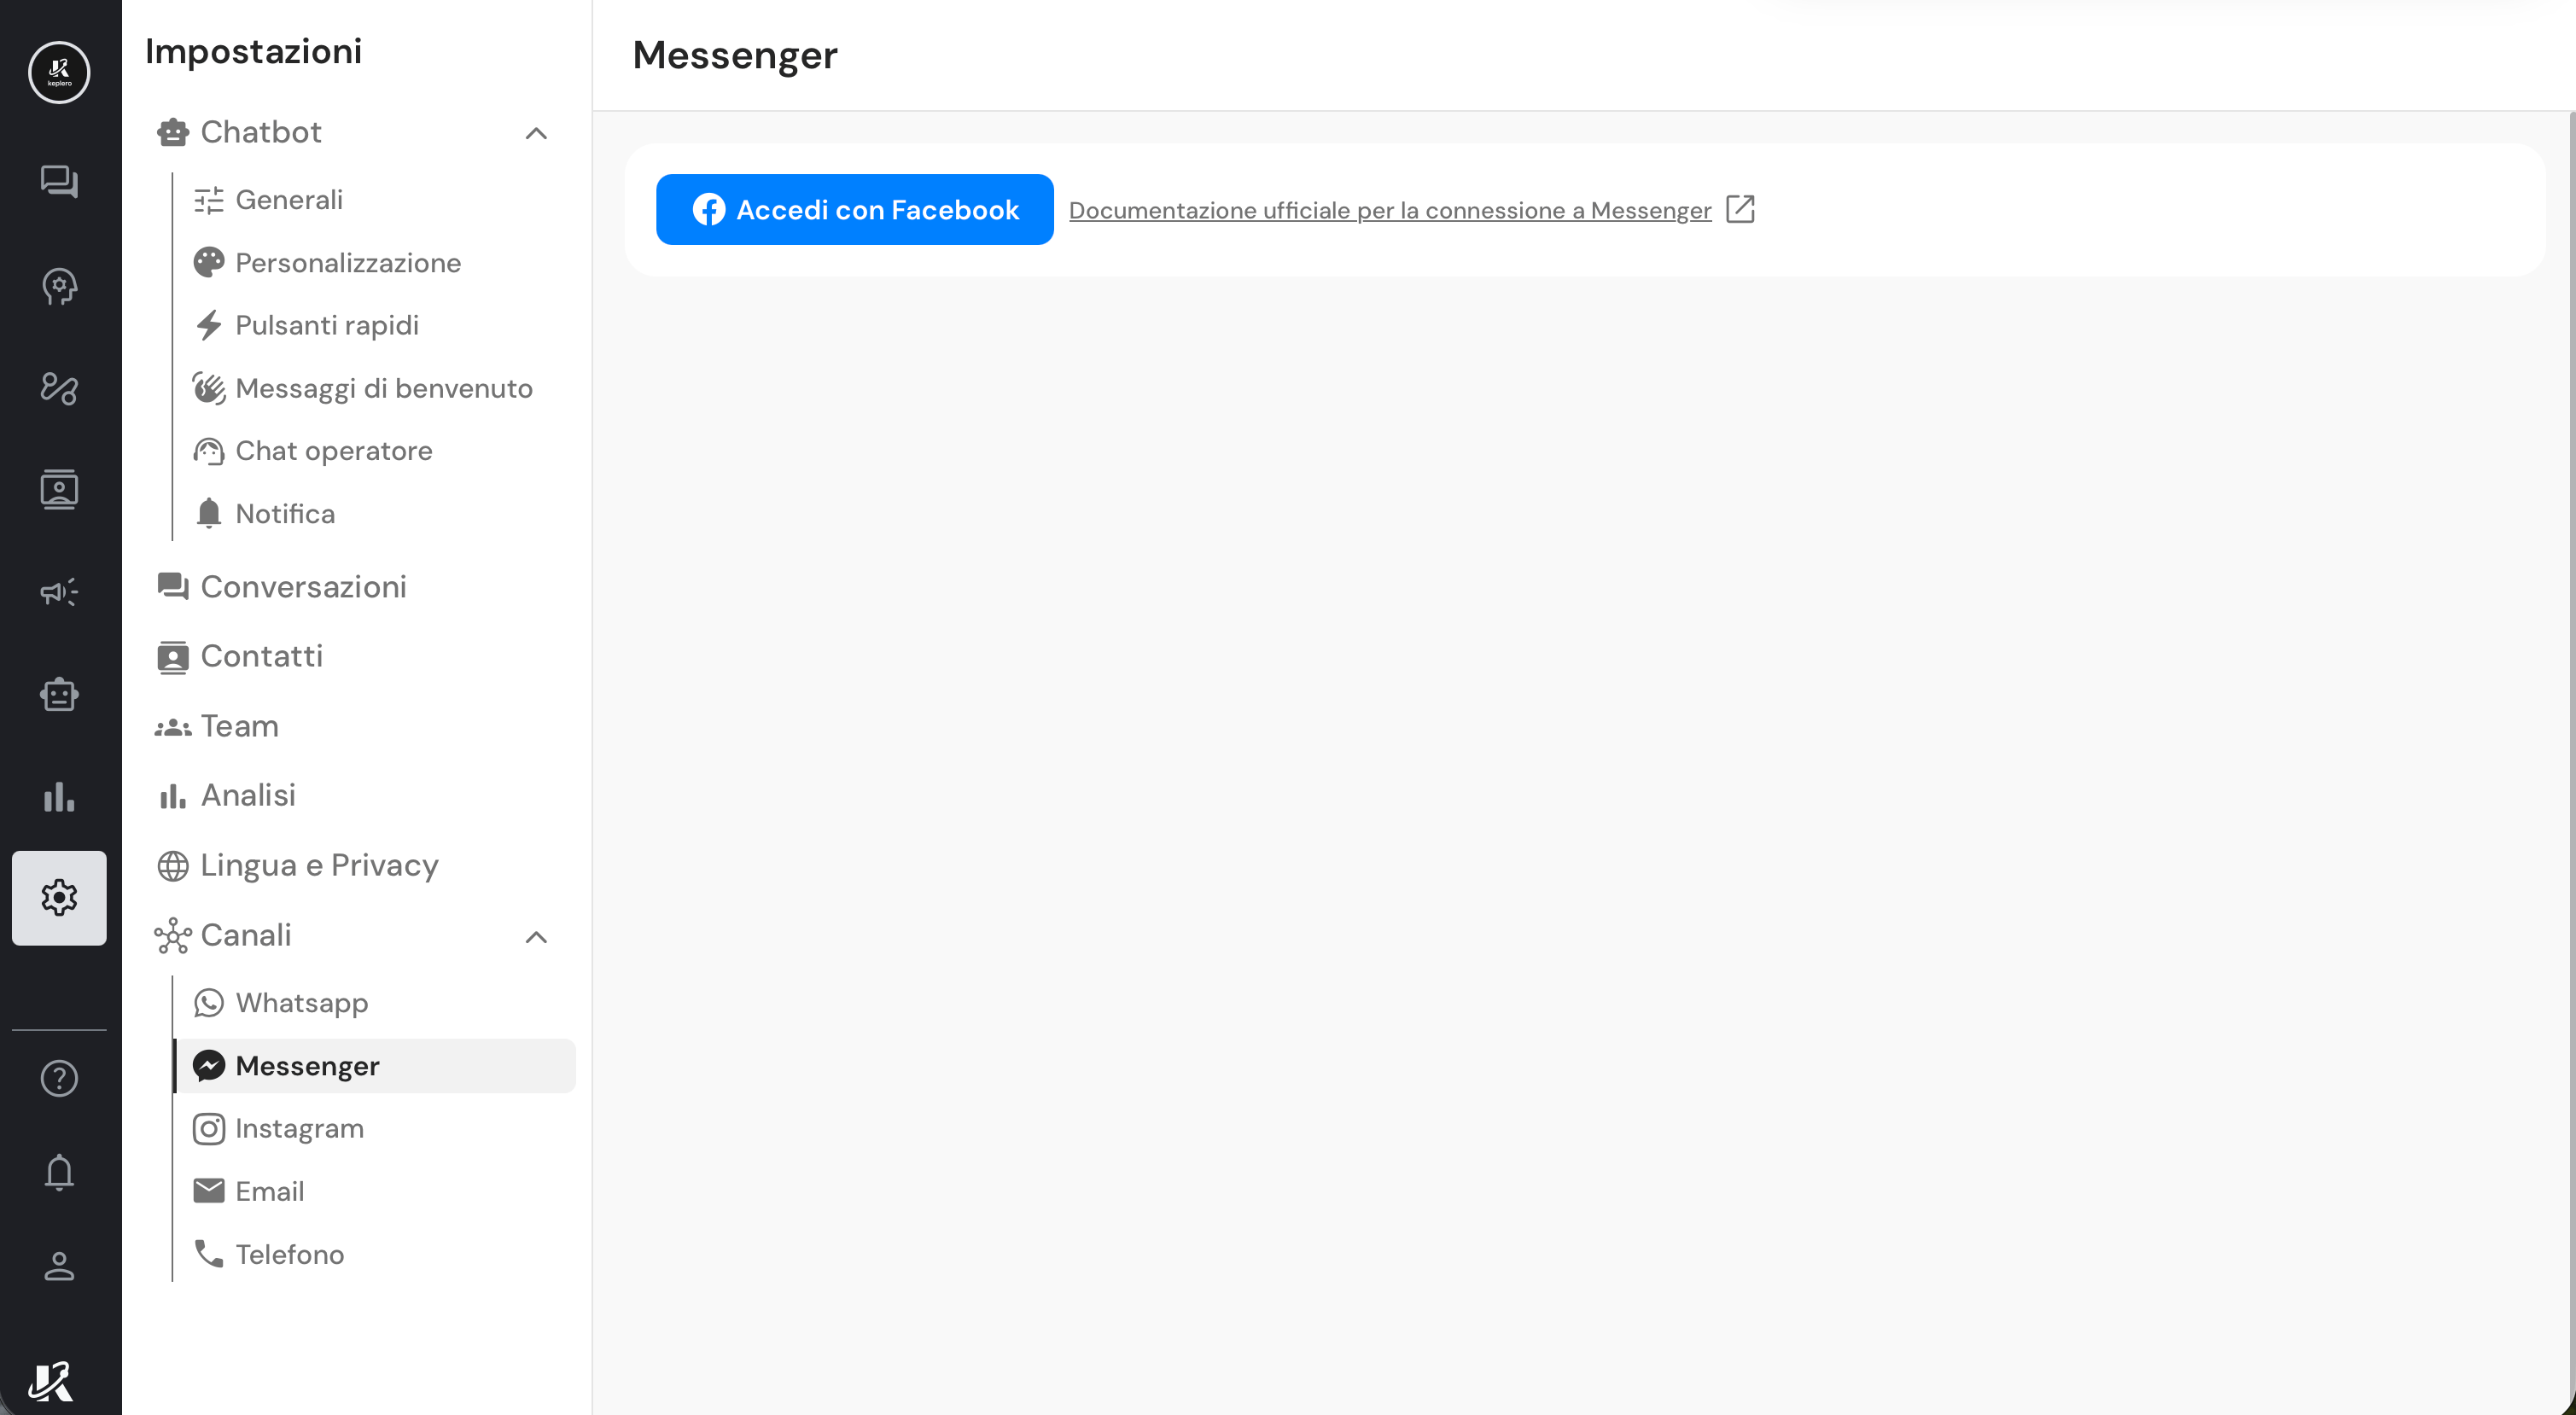 keplero
Impostazioni
Chatbot
Generali
Personalizzazione
Pulsanti rapidi
Messaggi di benvenuto
Chat operatore
Notifica
Conversazioni
Contatti
Team
Analisi
Lingua e Privacy
Canali
Whatsapp
Messenger
Instagram
Email
Telefono
Messenger
Accedi con Facebook
Documentazione ufficiale per la connessione a Messenger